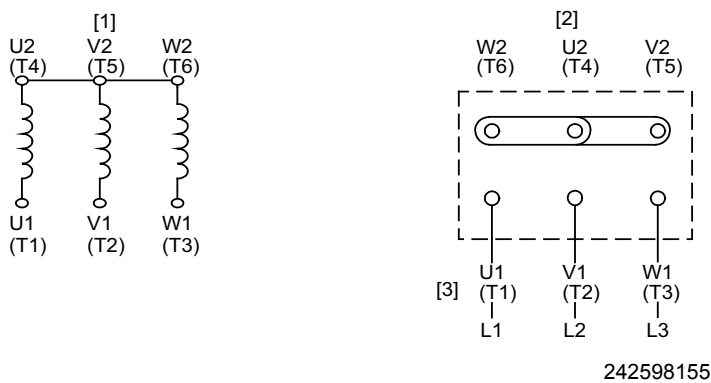 [1]
U2 V2 W2
(T4) (T5) (T6)
U1 V1 W1
(T1) (T2) (T3)
[2]
W2 U2 V2
(T6) (T4) (T5)
U1 V1 W1
[3] (T1) (T2) (T3)
L1 L2 L3
242598155